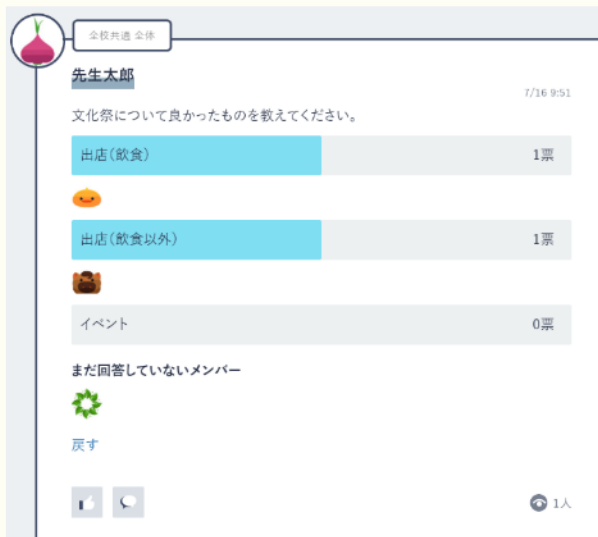 全校共通 全体
先生太郎
7/16 9:51
文化祭について良かったものを教えてください。
出店(飲食) 1票
出店(飲食以外) 1票
イベント 0票
まだ回答していないメンバー
戻す
1人